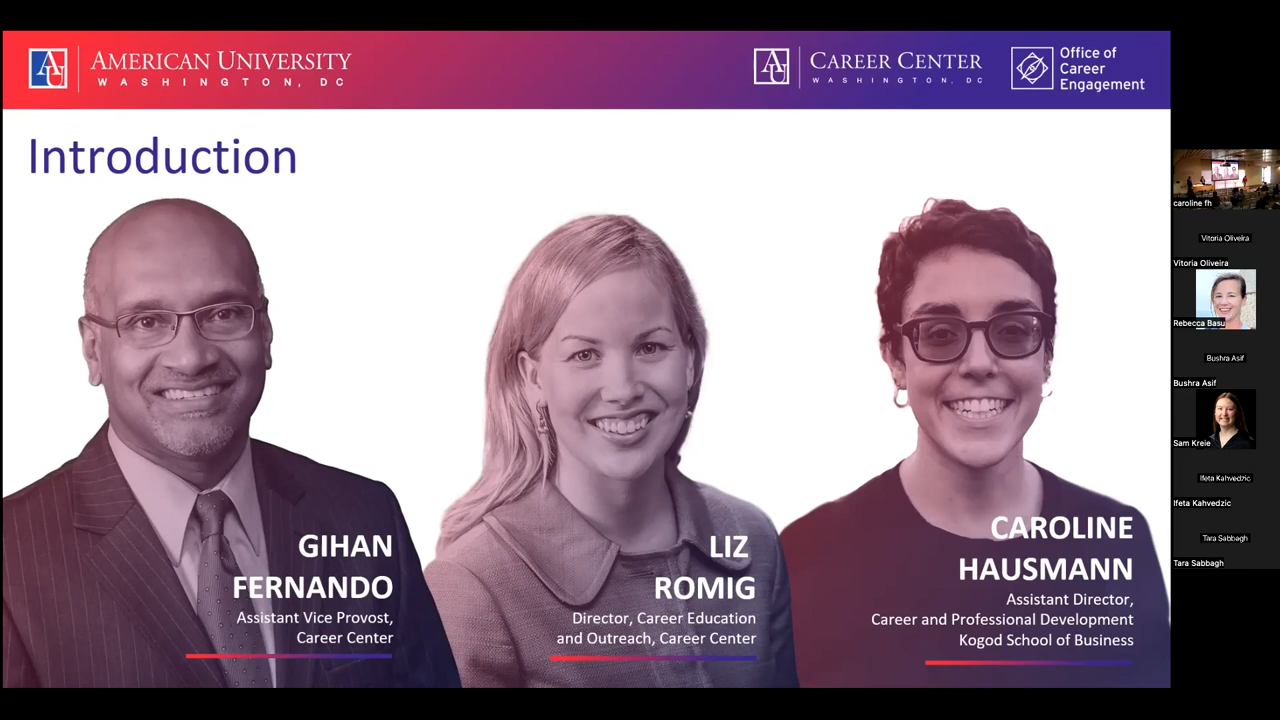 AMERICAN UNIVERSITY
WASHINGTON, DC
CAREER CENTER
WASHINGTON, DC
Office of
Career
Engagement
Introduction
GIHAN
FERNANDO
Assistant Vice Provost,
Career Center
LIZ
ROMIG
Director, Career Education
and Outreach, Career Center
CAROLINE
HAUSMANN
Assistant Director,
Career and Professional Development
Kogod School of Business
caroline fh
Vitoria Oliveira
Vitoria Oliveira
Rebecca Basu
Bushra Asif
Bushra Asif
Sam Kreie
Ifeta Kahvedzic
Ifeta Kahvedzic
Tara Sabbagh
Tara Sabbagh